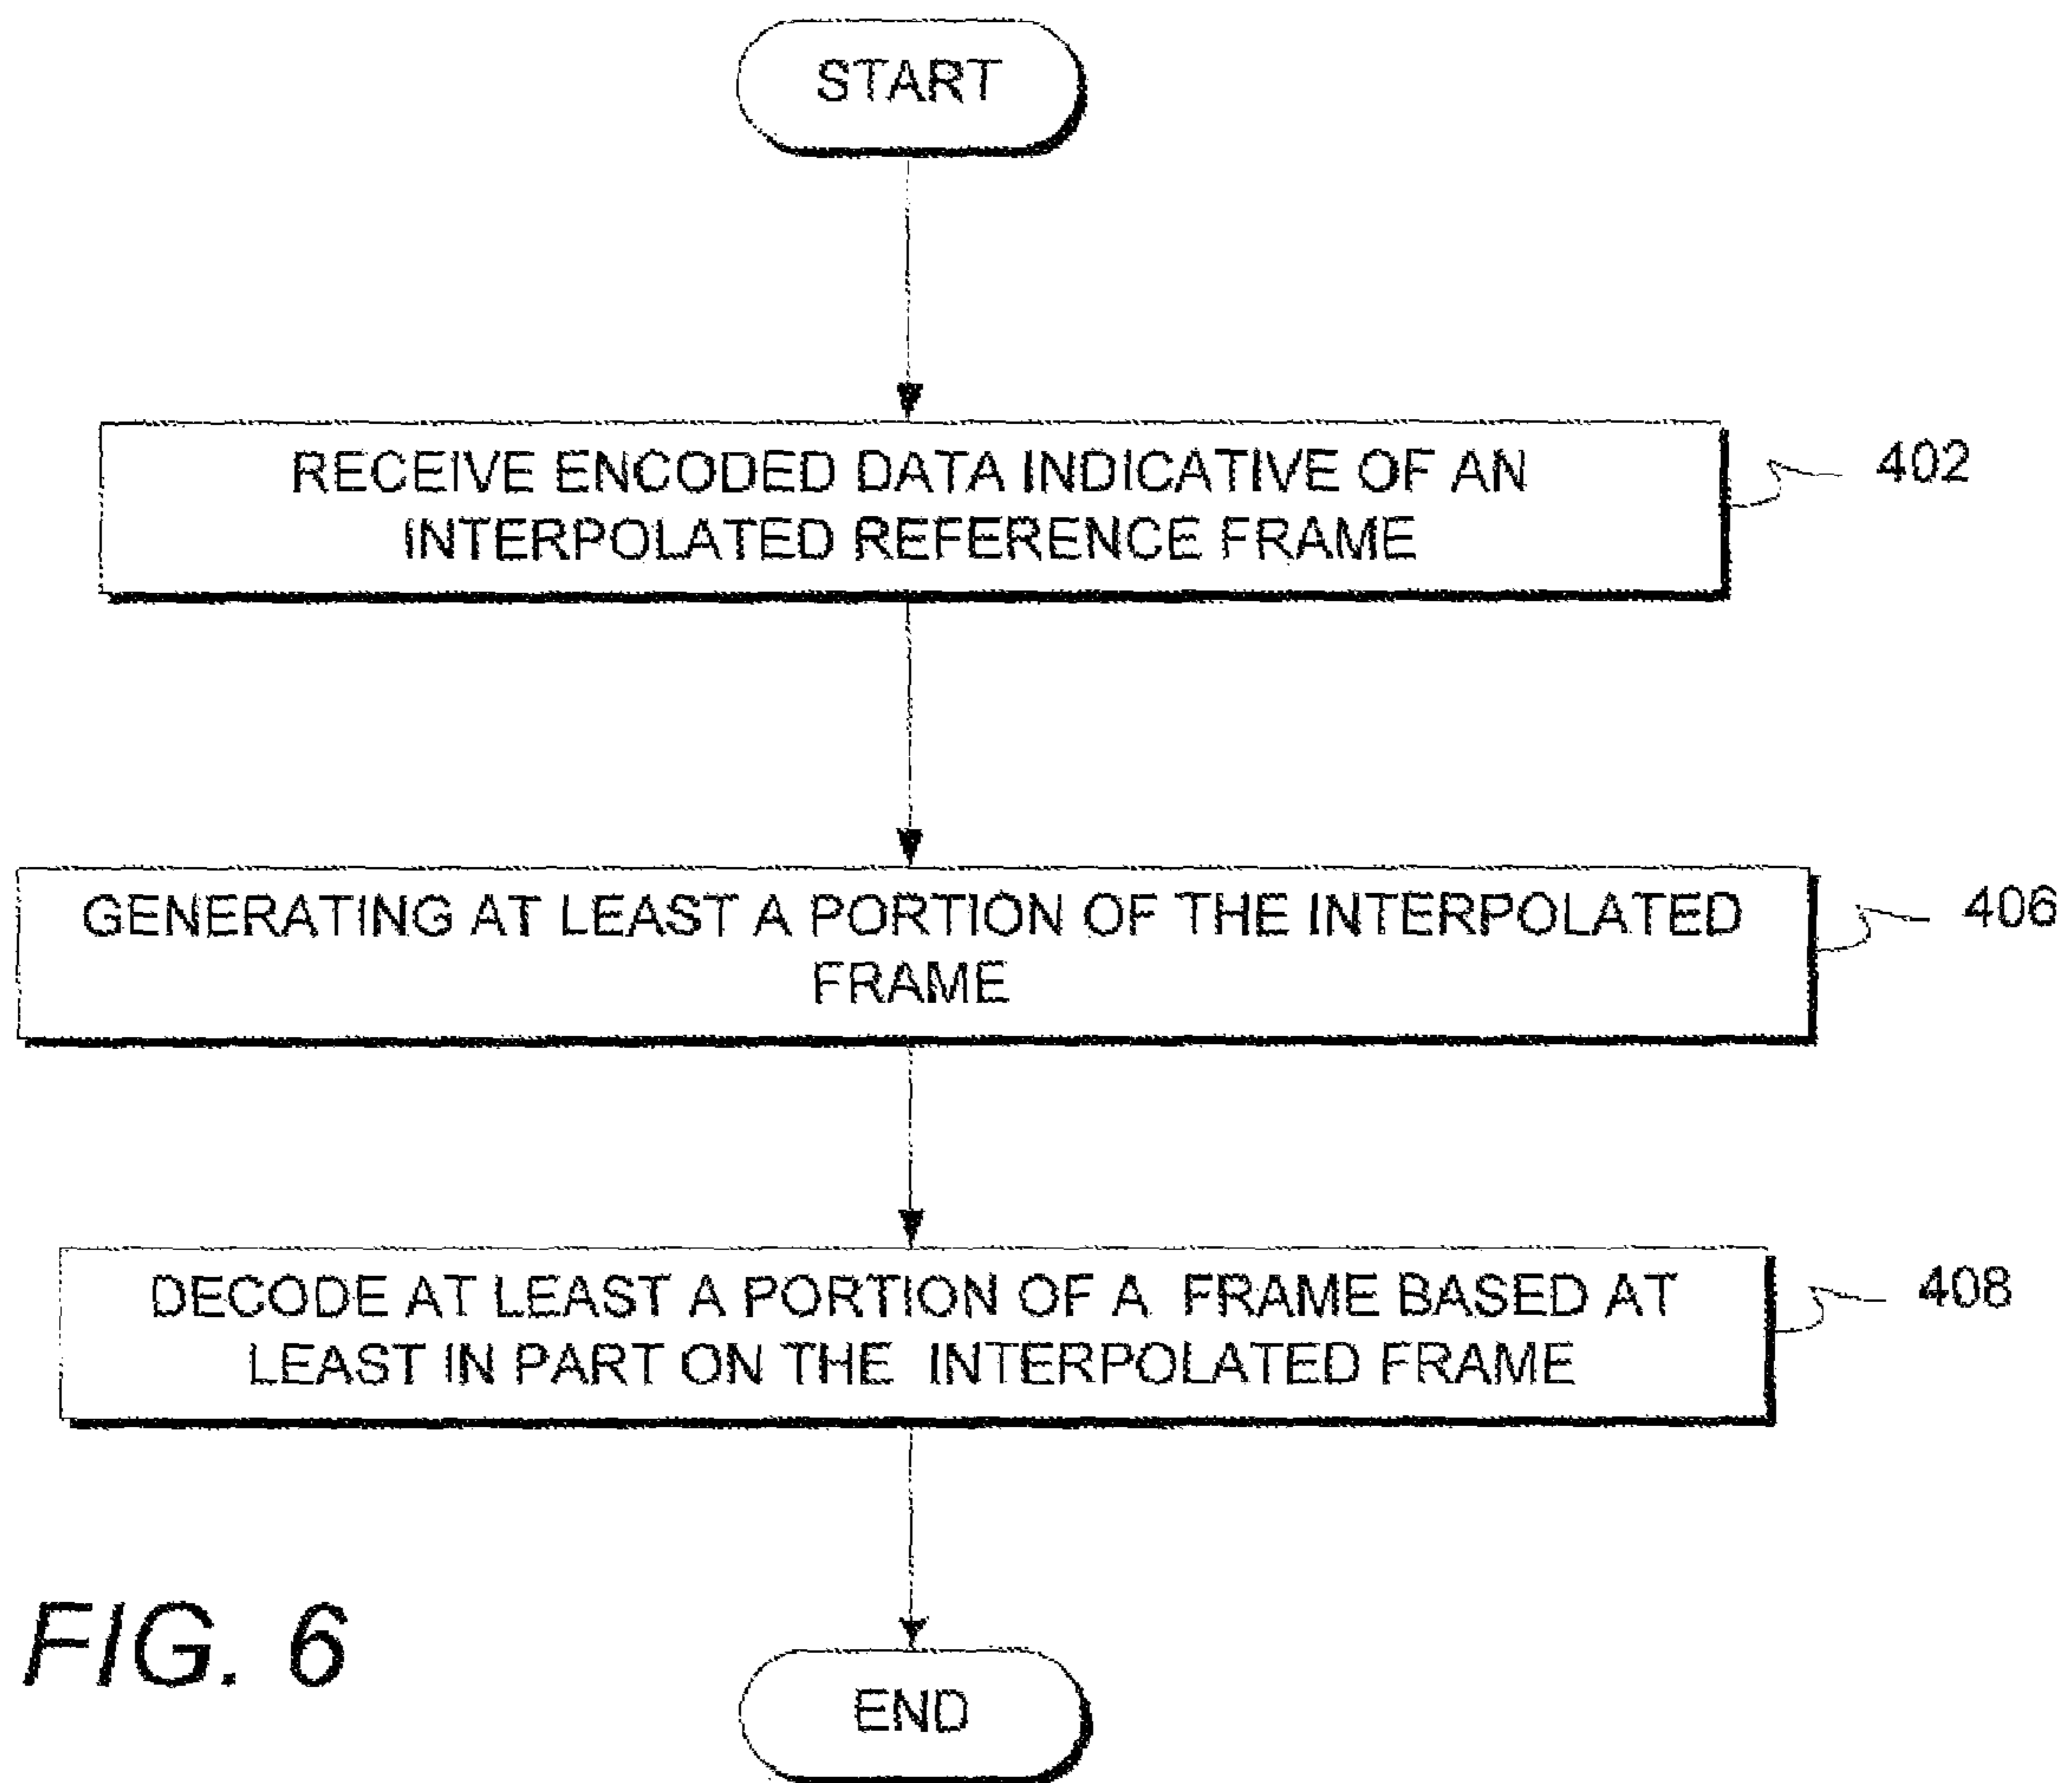 START
RECEIVE ENCODED DATA INDICATIVE OF AN
INTERPOLATED REFERENCE FRAME
402
GENERATING AT LEAST A PORTION OF THE INTERPOLATED
FRAME
406
DECODE AT LEAST A PORTION OF A FRAME BASED AT
LEAST IN PART ON THE INTERPOLATED FRAME
408
FIG. 6
END